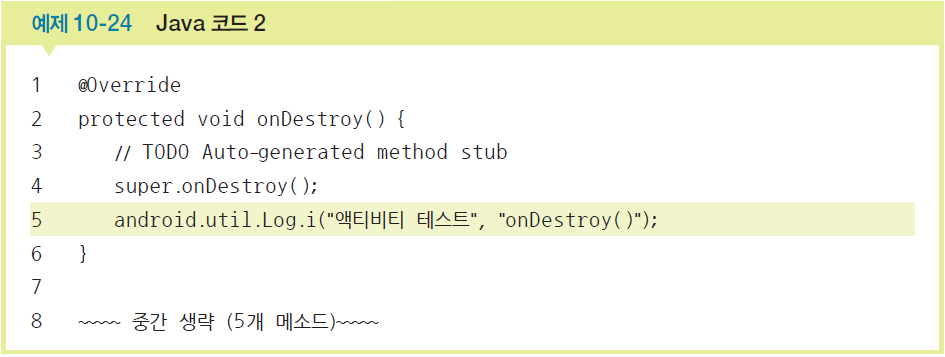 예제 10-24 Java 코드 2
1 @Override
2 protected void onDestroy() {
3 // TODO Auto-generated method stub
4 super.onDestroy();
5 android.util.Log.i("액티비티 테스트", "onDestroy()");
6 }
7
8 ~~~~~ 중간 생략 (5개 메소드)~~~~~